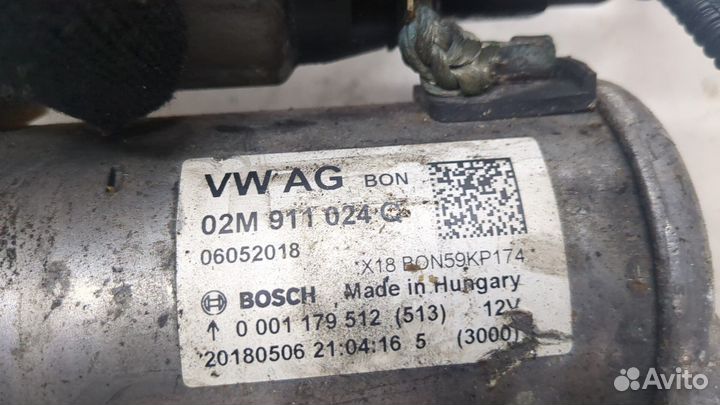 VW AG BON
02M 911 024 Q
06052018
X18 BON59KP174
BOSCH Made in Hungary
↑ 0 001 179 512 (513) 12V
20180506 21:04:16 5 (3000)
Avito